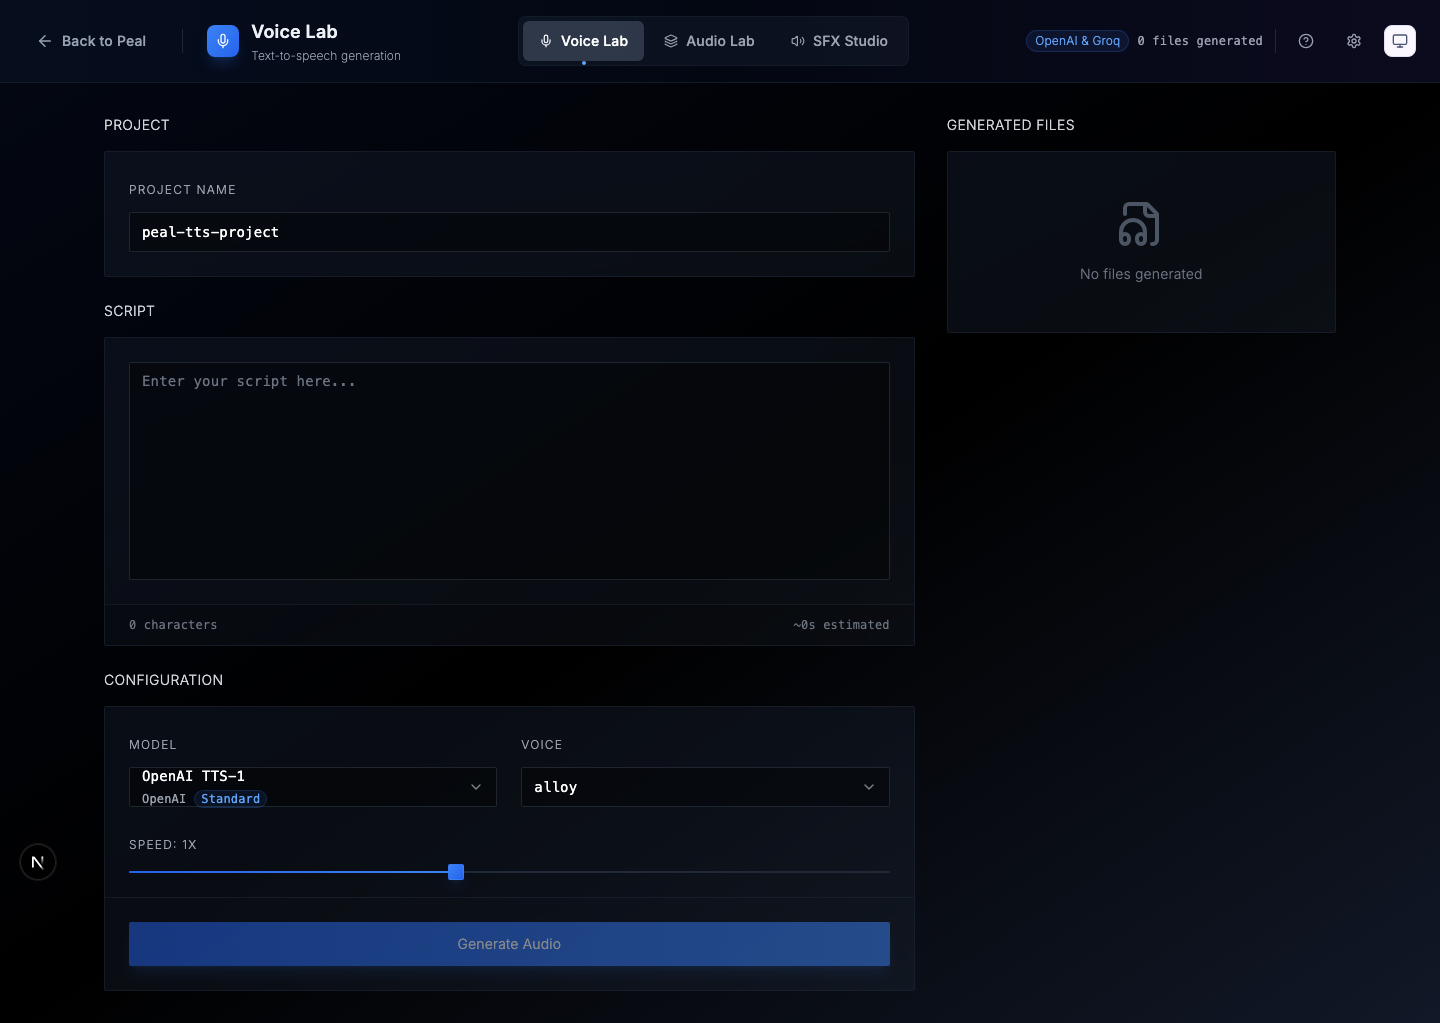 Back to Peal
Voice Lab
Text-to-speech generation
Voice Lab
Audio Lab
SFX Studio
OpenAI & Groq
0 files generated
PROJECT
PROJECT NAME
peal-tts-project
SCRIPT
Enter your script here...
0 characters
~0s estimated
CONFIGURATION
MODEL
OpenAI TTS-1
OpenAI Standard
VOICE
alloy
SPEED: 1X
Generate Audio
GENERATED FILES
No files generated
N